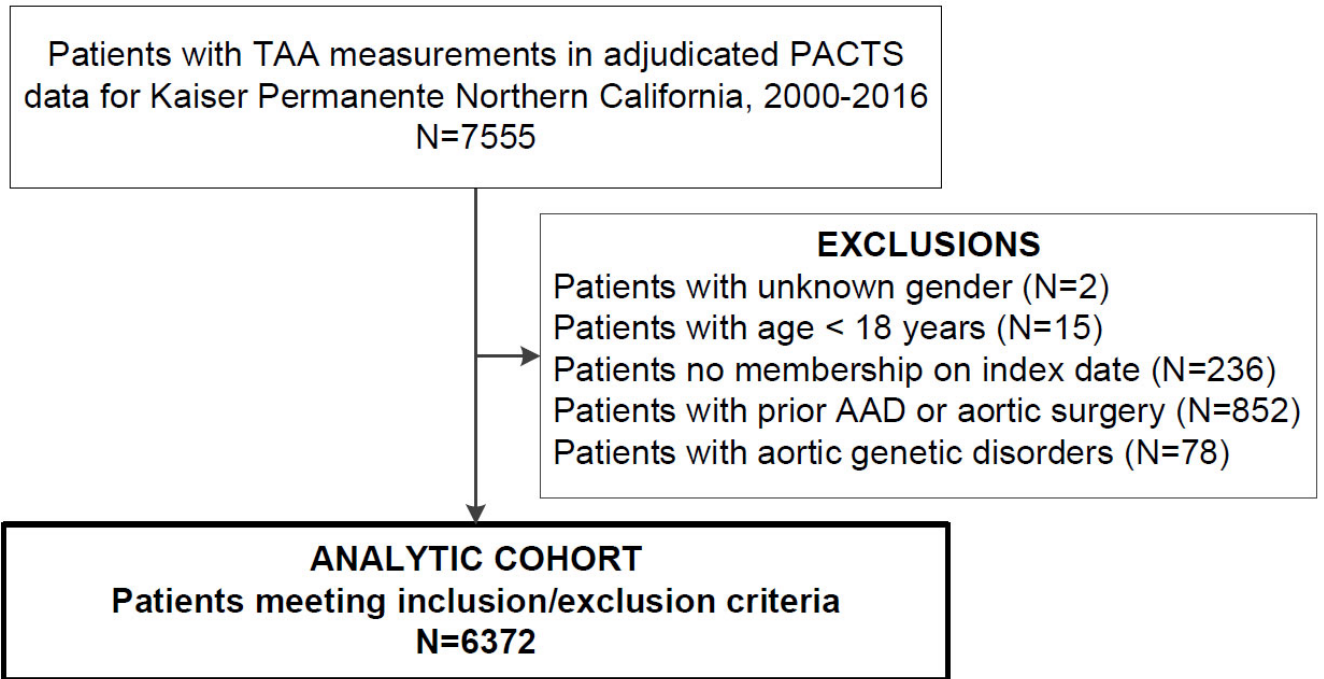 Patients with TAA measurements in adjudicated PACTS
data for Kaiser Permanente Northern California, 2000-2016
N=7555
EXCLUSIONS
Patients with unknown gender (N=2)
Patients with age < 18 years (N=15)
Patients no membership on index date (N=236)
Patients with prior AAD or aortic surgery (N=852)
Patients with aortic genetic disorders (N=78)
ANALYTIC COHORT
Patients meeting inclusion/exclusion criteria
N=6372